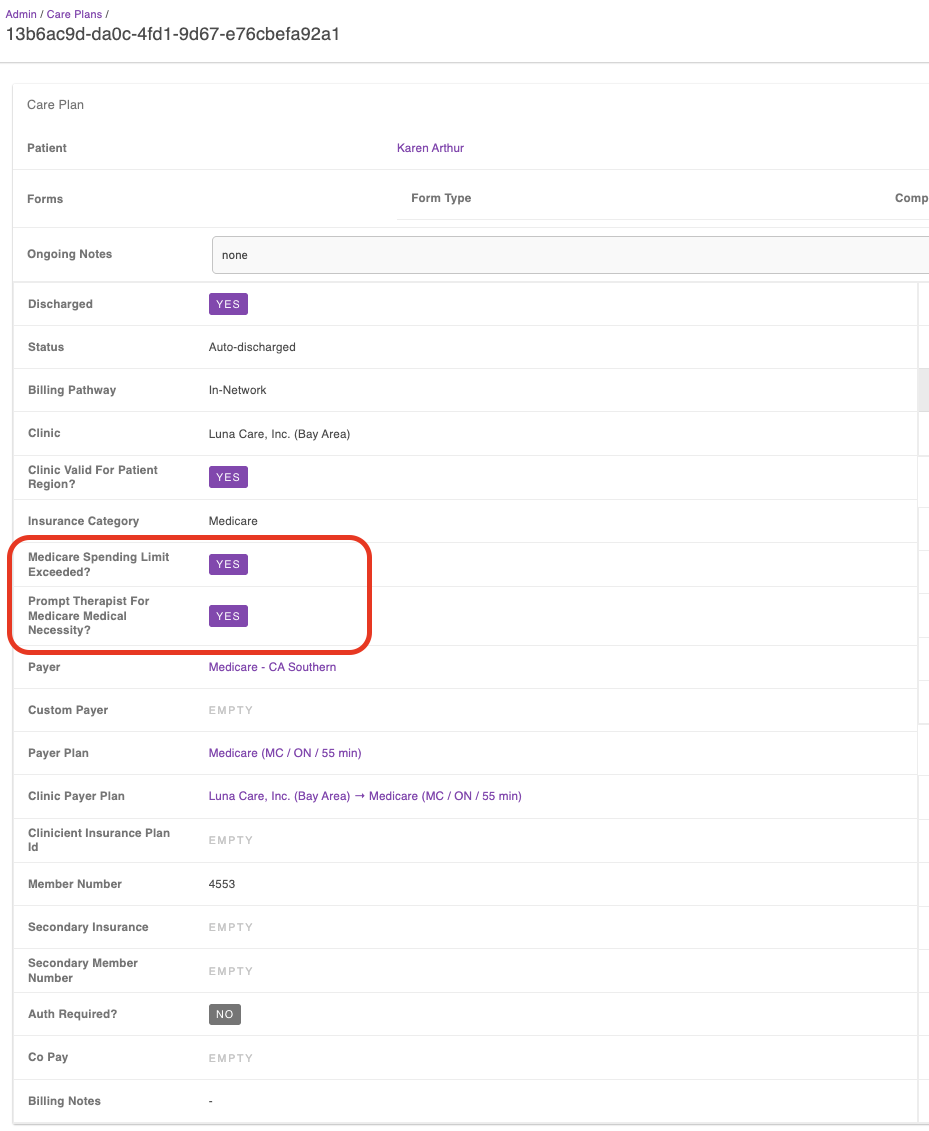 Admin / Care Plans /
13b6ac9d-da0c-4fd1-9d67-e76cbefa92a1
Care Plan
Patient Karen Arthur
Forms Form Type Comp
Ongoing Notes none
Discharged YES
Status Auto-discharged
Billing Pathway In-Network
Clinic Luna Care, Inc. (Bay Area)
Clinic Valid For Patient
Region? YES
Insurance Category Medicare
Medicare Spending Limit
Exceeded? YES
Prompt Therapist For
Medicare Medical
Necessity? YES
Payer Medicare - CA Southern
Custom Payer EMPTY
Payer Plan Medicare (MC / ON / 55 min)
Clinic Payer Plan Luna Care, Inc. (Bay Area) → Medicare (MC / ON / 55 min)
Clinicient Insurance Plan
Id EMPTY
Member Number 4553
Secondary Insurance EMPTY
Secondary Member
Number EMPTY
Auth Required? NO
Co Pay EMPTY
Billing Notes -